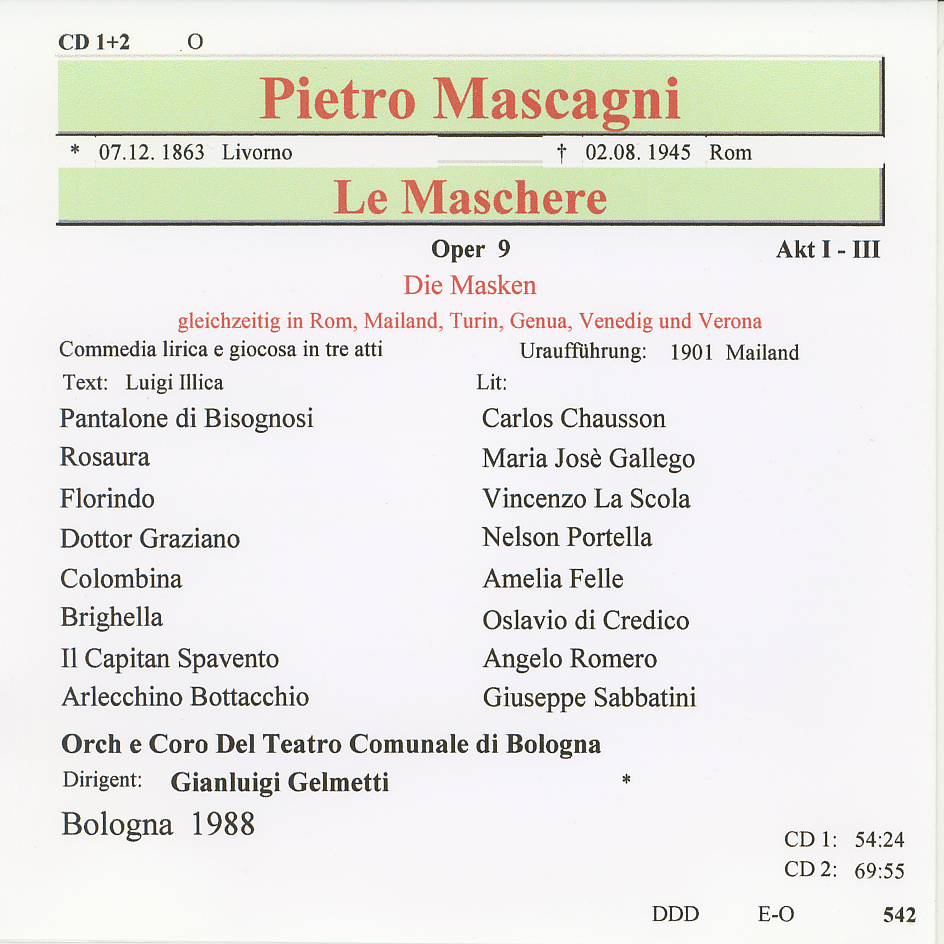 CD 1+2 O
Pietro Mascagni
* 07.12. 1863 Livorno † 02.08. 1945 Rom
Le Maschere
Oper 9 Akt I - III
Die Masken
gleichzeitig in Rom, Mailand, Turin, Genua, Venedig und Verona
Commedia lirica e giocosa in tre atti Uraufführung: 1901 Mailand
Text: Luigi Illica Lit:
Pantalone di Bisognosi Carlos Chausson
Rosaura Maria Josè Gallego
Florindo Vincenzo La Scola
Dottor Graziano Nelson Portella
Colombina Amelia Felle
Brighella Oslavio di Credico
Il Capitan Spavento Angelo Romero
Arlecchino Bottacchio Giuseppe Sabbatini
Orch e Coro Del Teatro Comunale di Bologna
Dirigent: Gianluigi Gelmetti *
Bologna 1988
CD 1: 54:24
CD 2: 69:55
DDD E-O 542